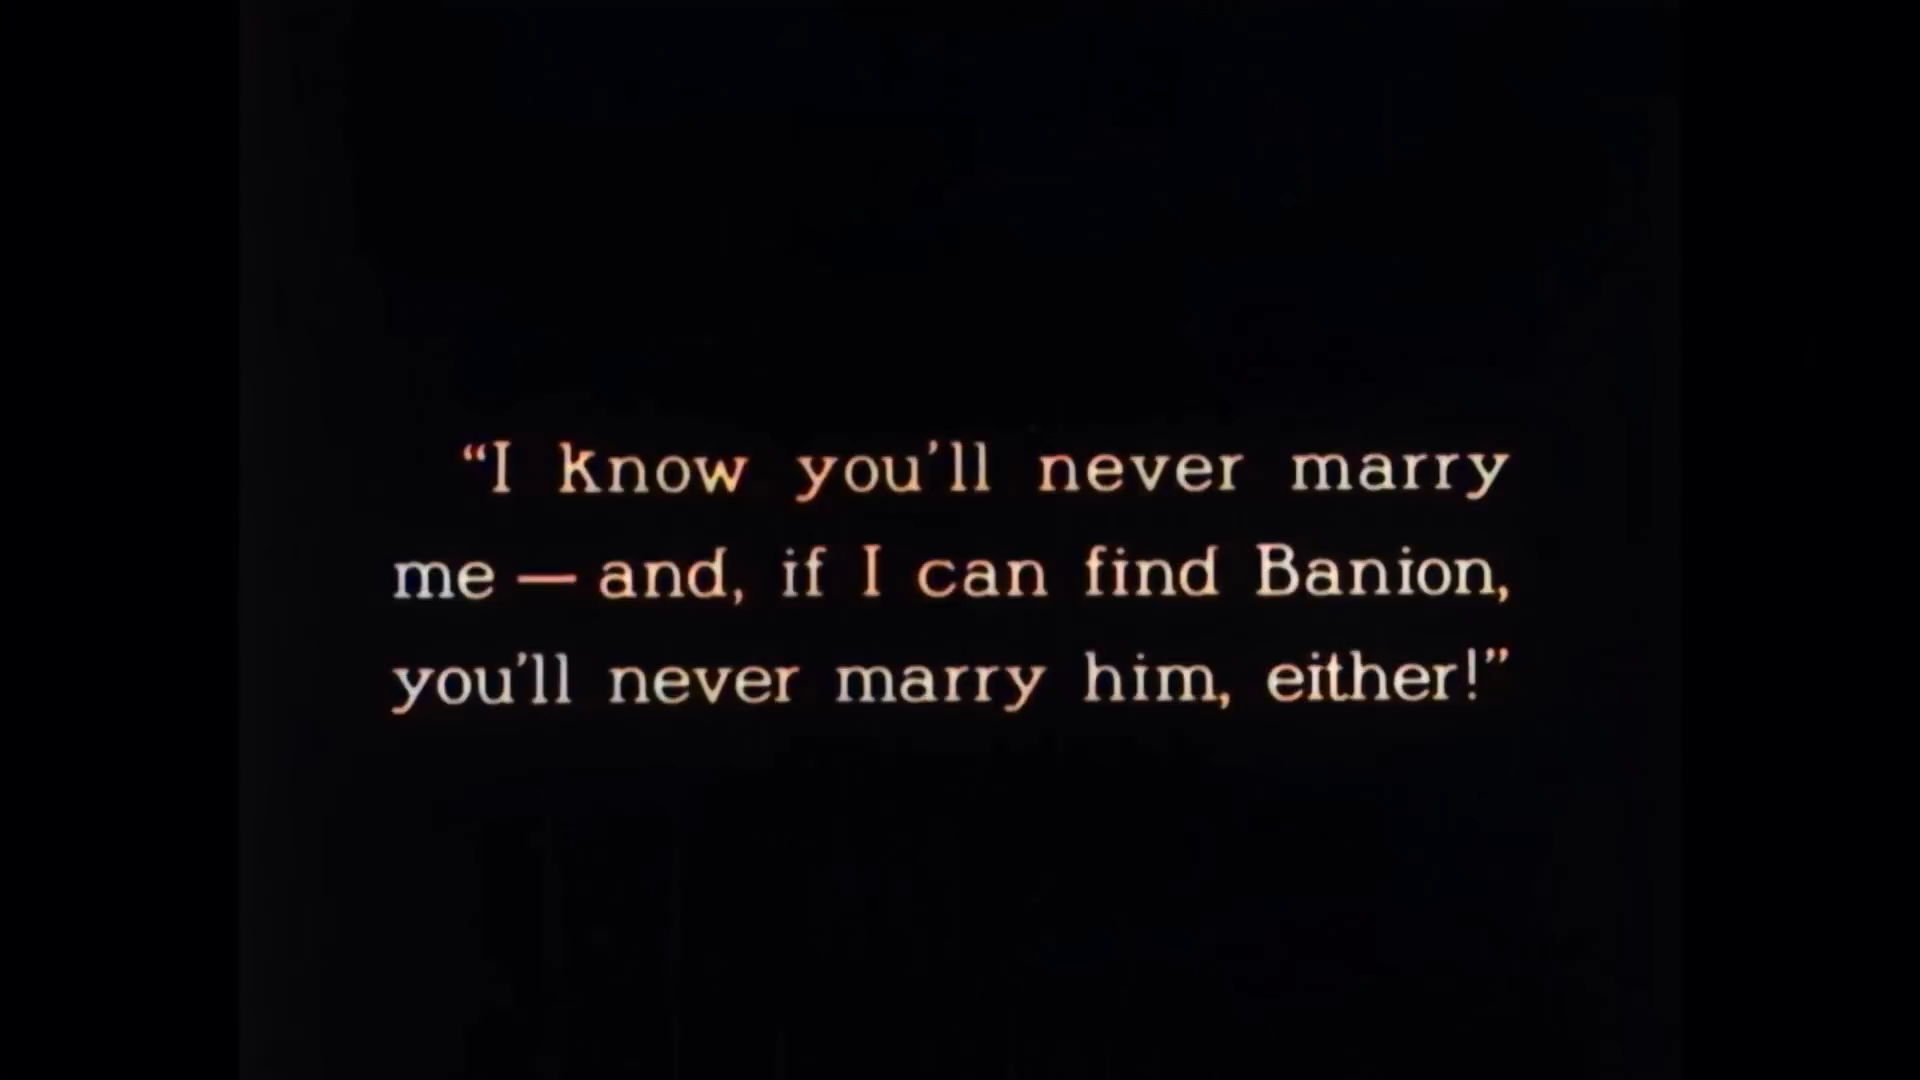 “I know you’ll never marry
me — and, if I can find Banion,
you’ll never marry him, either!”